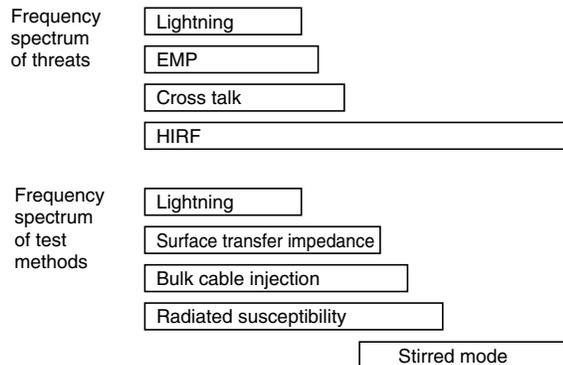 Frequency
spectrum
of threats
Lightning
EMP
Cross talk
HIRF
Frequency
spectrum
of test
methods
Lightning
Surface transfer impedance
Bulk cable injection
Radiated susceptibility
Stirred mode